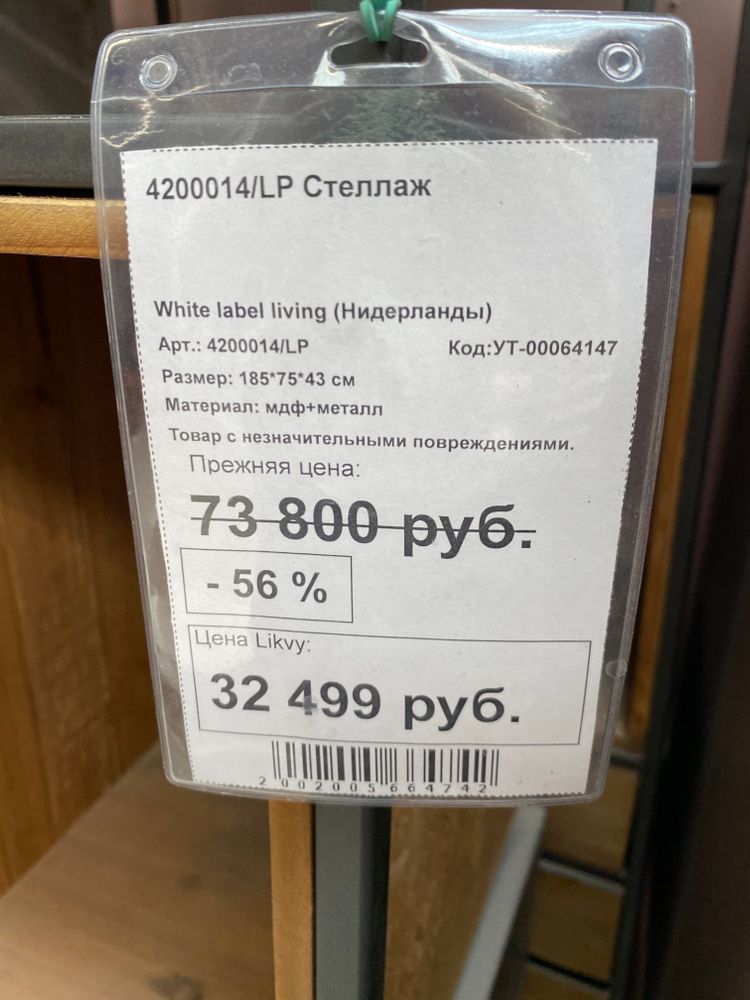 4200014/LP Стеллаж
White label living (Нидерланды)
Арт.: 4200014/LP Код:УТ-00064147
Размер: 185*75*43 см
Материал: мдф+металл
Товар с незначительными повреждениями.
Прежняя цена:
73 800 руб.
- 56 %
Цена Likvy:
32 499 руб.
2002005664742